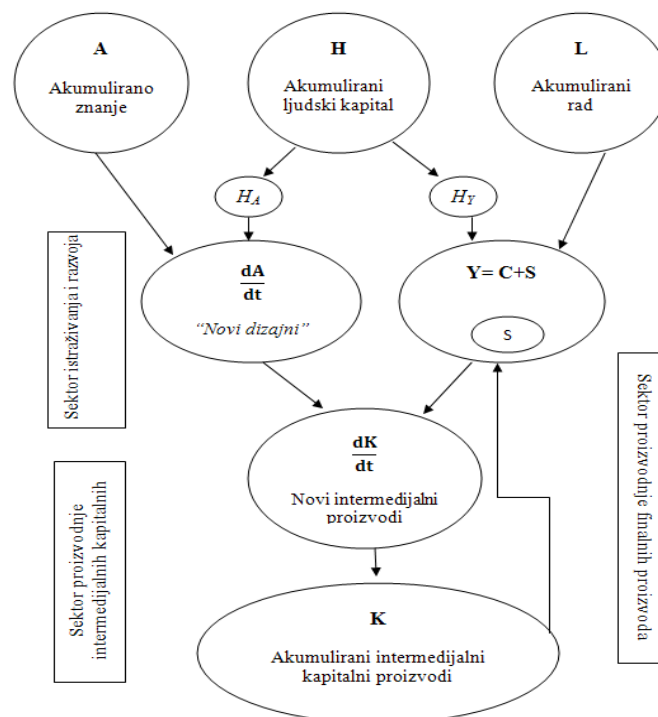 A
Akumulirano
znanje
H
Akumulirani
ljudski kapital
L
Akumulirani
rad
H_A
H_Y
Sektor istraživanja i razvoja
dA
dt
“Novi dizajni”
Y= C+S
S
Sektor proizvodnje
intermedijalnih kapitalnih
dK
dt
Novi intermedijalni
proizvodi
Sektor proizvodnje finalnih proizvoda
K
Akumulirani intermedijalni
kapitalni proizvodi